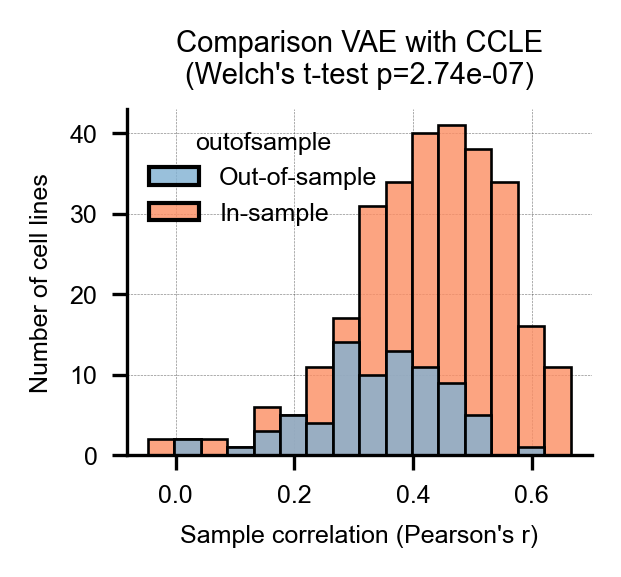 Comparison VAE with CCLE
(Welch's t-test p=2.74e-07)
outofsample
Out-of-sample
In-sample
Number of cell lines
40
30
20
10
0
0.0 0.2 0.4 0.6
Sample correlation (Pearson's r)